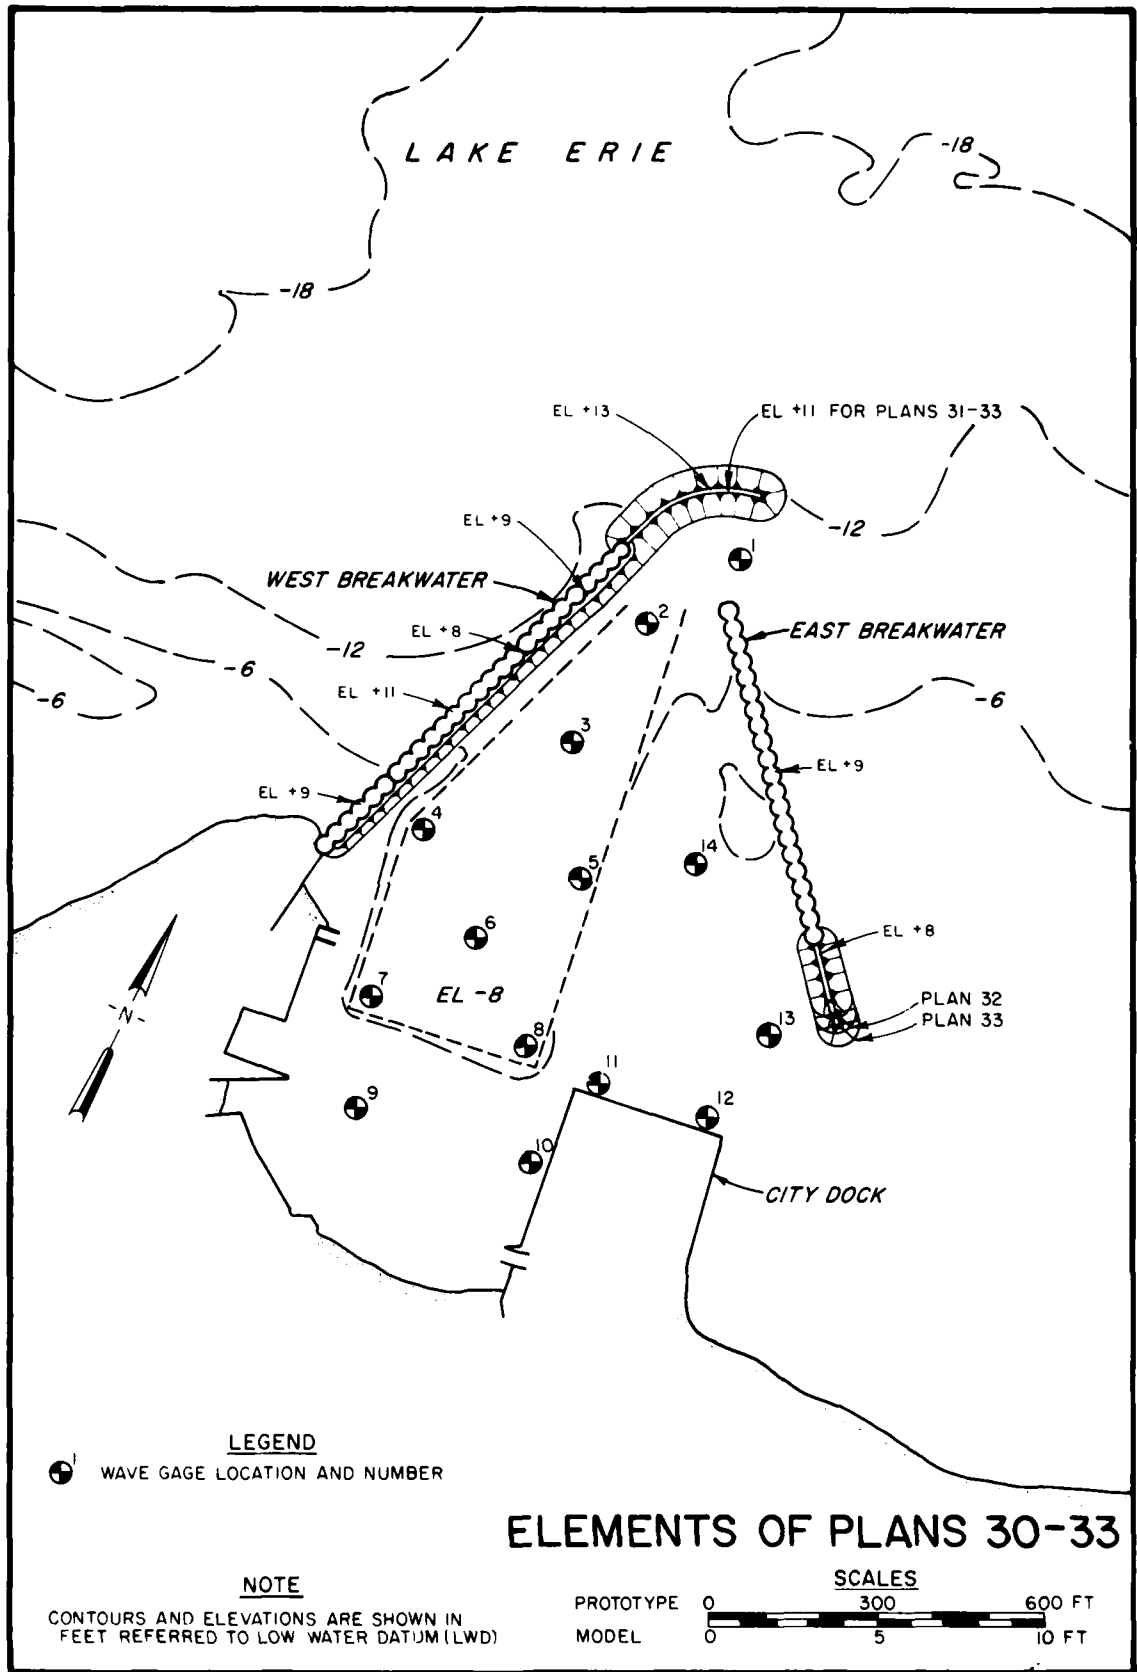 LAKE ERIE
-18
-18
EL +13
EL +11 FOR PLANS 31-33
EL +9
-12
1
WEST BREAKWATER
2
EL +8
EAST BREAKWATER
-12
-6
EL +11
-6
-6
3
EL +9
EL +9
4
14
5
6
EL +8
7
EL -8
PLAN 32
PLAN 33
-N-
8
13
11
9
12
10
CITY DOCK
LEGEND
1
WAVE GAGE LOCATION AND NUMBER
ELEMENTS OF PLANS 30-33
NOTE
CONTOURS AND ELEVATIONS ARE SHOWN IN
FEET REFERRED TO LOW WATER DATUM (LWD)
SCALES
PROTOTYPE 0 300 600 FT
MODEL 0 5 10 FT